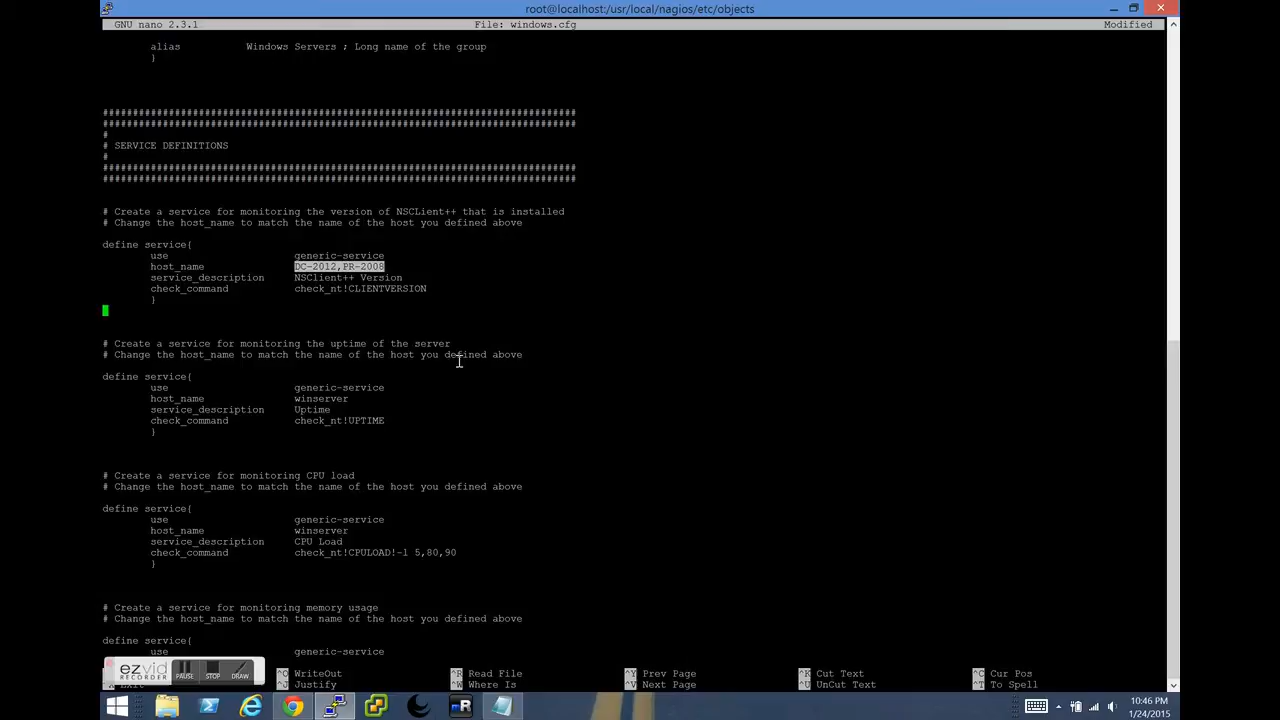 root@localhost:/usr/local/nagios/etc/objects
GNU nano 2.3.1 File: windows.cfg Modified
alias Windows Servers ; Long name of the group
}
###############################################################################
###############################################################################
#
# SERVICE DEFINITIONS
#
###############################################################################
###############################################################################
# Create a service for monitoring the version of NSCLient++ that is installed
# Change the host_name to match the name of the host you defined above
define service{
use generic-service
host_name DC-2012,PR-2008
service_description NSClient++ Version
check_command check_nt!CLIENTVERSION
}
# Create a service for monitoring the uptime of the server
# Change the host_name to match the name of the host you defined above
define service{
use generic-service
host_name winserver
service_description Uptime
check_command check_nt!UPTIME
}
# Create a service for monitoring CPU load
# Change the host_name to match the name of the host you defined above
define service{
use generic-service
host_name winserver
service_description CPU Load
check_command check_nt!CPULOAD!-l 5,80,90
}
# Create a service for monitoring memory usage
# Change the host_name to match the name of the host you defined above
define service{
use generic-service
^O WriteOut ^R Read File ^Y Prev Page ^K Cut Text ^C Cur Pos
^J Justify ^W Where Is ^V Next Page ^U UnCut Text ^T To Spell
ezvid
RECORDER
PAUSE STOP DRAW
10:46 PM
1/24/2015